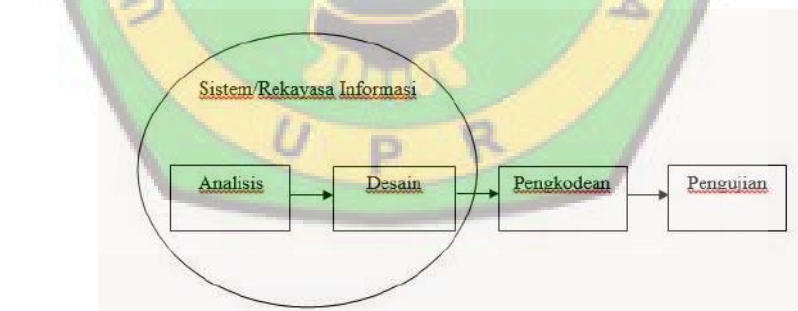 Sistem/Rekayasa Informasi
U P R
Analisis Desain Pengkodean Pengujian